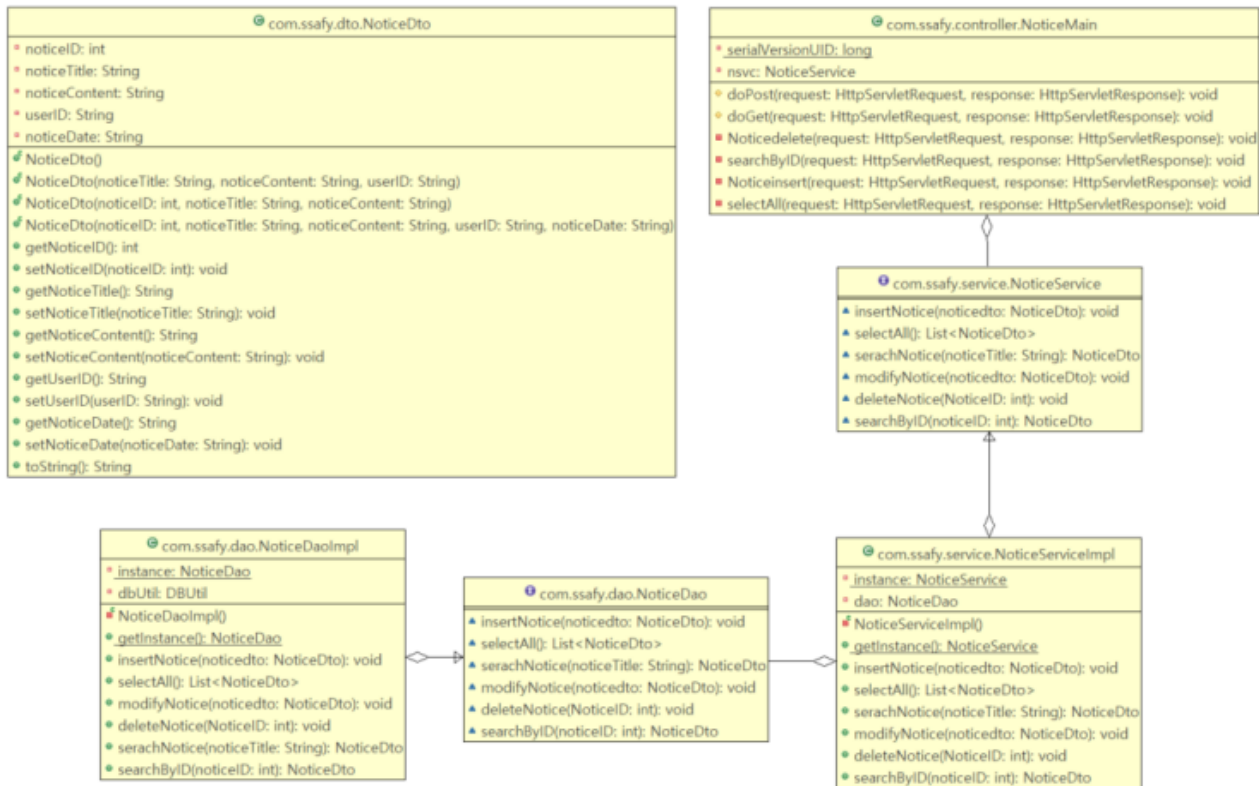 com.ssafy.dto.NoticeDto
noticeID: int
noticeTitle: String
noticeContent: String
userID: String
noticeDate: String
NoticeDto()
NoticeDto(noticeTitle: String, noticeContent: String, userID: String)
NoticeDto(noticeID: int, noticeTitle: String, noticeContent: String)
NoticeDto(noticeID: int, noticeTitle: String, noticeContent: String, userID: String, noticeDate: String)
getNoticeID(): int
setNoticeID(noticeID: int): void
getNoticeTitle(): String
setNoticeTitle(noticeTitle: String): void
getNoticeContent(): String
setNoticeContent(noticeContent: String): void
getUserID(): String
setUserID(userID: String): void
getNoticeDate(): String
setNoticeDate(noticeDate: String): void
toString(): String
com.ssafy.controller.NoticeMain
serialVersionUID: long
nsvc: NoticeService
doPost(request: HttpServletRequest, response: HttpServletResponse): void
doGet(request: HttpServletRequest, response: HttpServletResponse): void
Noticedelete(request: HttpServletRequest, response: HttpServletResponse): void
searchByID(request: HttpServletRequest, response: HttpServletResponse): void
Noticeinsert(request: HttpServletRequest, response: HttpServletResponse): void
selectAll(request: HttpServletRequest, response: HttpServletResponse): void
com.ssafy.service.NoticeService
insertNotice(noticedto: NoticeDto): void
selectAll(): List<NoticeDto>
serachNotice(noticeTitle: String): NoticeDto
modifyNotice(noticedto: NoticeDto): void
deleteNotice(NoticeID: int): void
searchByID(noticeID: int): NoticeDto
com.ssafy.dao.NoticeDaoImpl
instance: NoticeDao
dbUtil: DBUtil
NoticeDaoImpl()
getInstance(): NoticeDao
insertNotice(noticedto: NoticeDto): void
selectAll(): List<NoticeDto>
modifyNotice(noticedto: NoticeDto): void
deleteNotice(NoticeID: int): void
serachNotice(noticeTitle: String): NoticeDto
searchByID(noticeID: int): NoticeDto
com.ssafy.dao.NoticeDao
insertNotice(noticedto: NoticeDto): void
selectAll(): List<NoticeDto>
serachNotice(noticeTitle: String): NoticeDto
modifyNotice(noticedto: NoticeDto): void
deleteNotice(NoticeID: int): void
searchByID(noticeID: int): NoticeDto
com.ssafy.service.NoticeServiceImpl
instance: NoticeService
dao: NoticeDao
NoticeServiceImpl()
getInstance(): NoticeService
insertNotice(noticedto: NoticeDto): void
selectAll(): List<NoticeDto>
serachNotice(noticeTitle: String): NoticeDto
modifyNotice(noticedto: NoticeDto): void
deleteNotice(NoticeID: int): void
searchByID(noticeID: int): NoticeDto